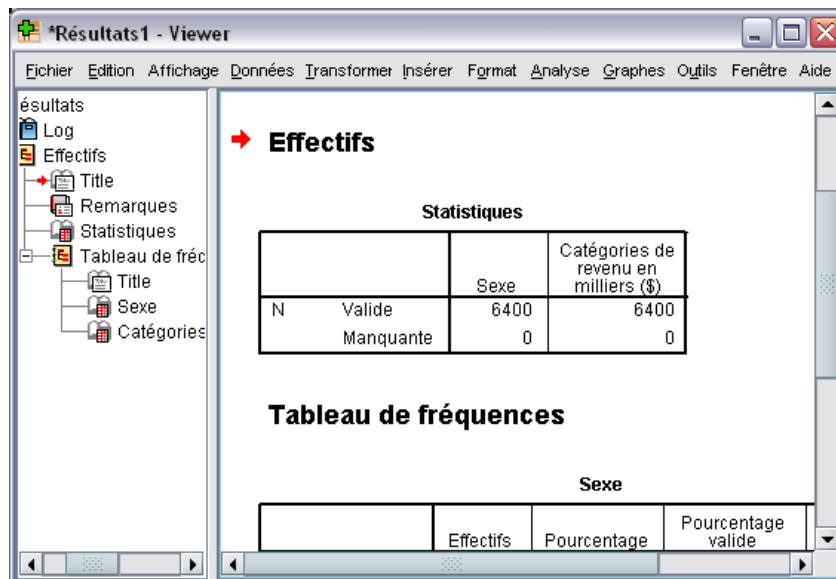 *Résultats1 - Viewer
Fichier Edition Affichage Données Transformer Insérer Format Analyse Graphes Outils Fenêtre Aide
ésultats
Log
Effectifs
Title
Remarques
Statistiques
Tableau de fréc
Title
Sexe
Catégories
Effectifs
Statistiques
Sexe
Catégories de
revenu en
milliers ($)
N Valide 6400 6400
Manquante 0 0
Tableau de fréquences
Sexe
Effectifs Pourcentage Pourcentage
valide